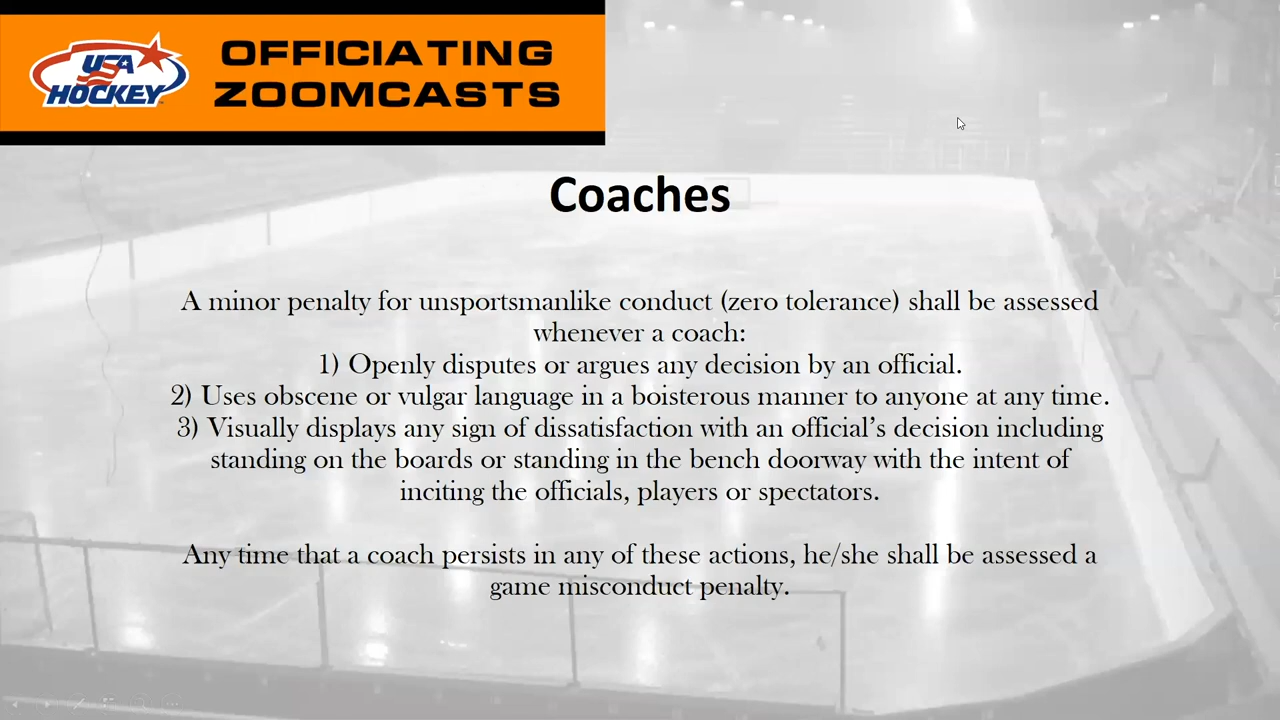 USA
HOCKEY
OFFICIATING
ZOOMCASTS
Coaches
A minor penalty for unsportsmanlike conduct (zero tolerance) shall be assessed
whenever a coach:
1) Openly disputes or argues any decision by an official.
2) Uses obscene or vulgar language in a boisterous manner to anyone at any time.
3) Visually displays any sign of dissatisfaction with an official’s decision including
standing on the boards or standing in the bench doorway with the intent of
inciting the officials, players or spectators.
Any time that a coach persists in any of these actions, he/she shall be assessed a
game misconduct penalty.